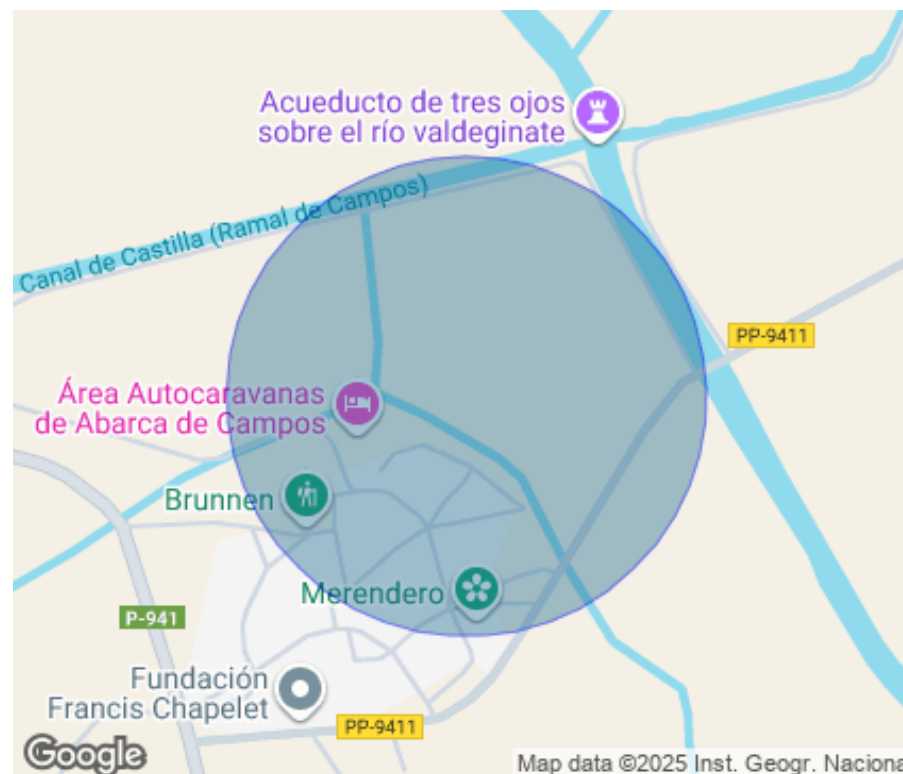 Acueducto de tres ojos
sobre el río valdeginate
Canal de Castilla (Ramal de Campos)
PP-9411
Área Autocaravanas
de Abarca de Campos
Brunnen
Merendero
P-941
Fundación
Francis Chapelet
PP-9411
Google
Map data ©2025 Inst. Geogr. Naciona